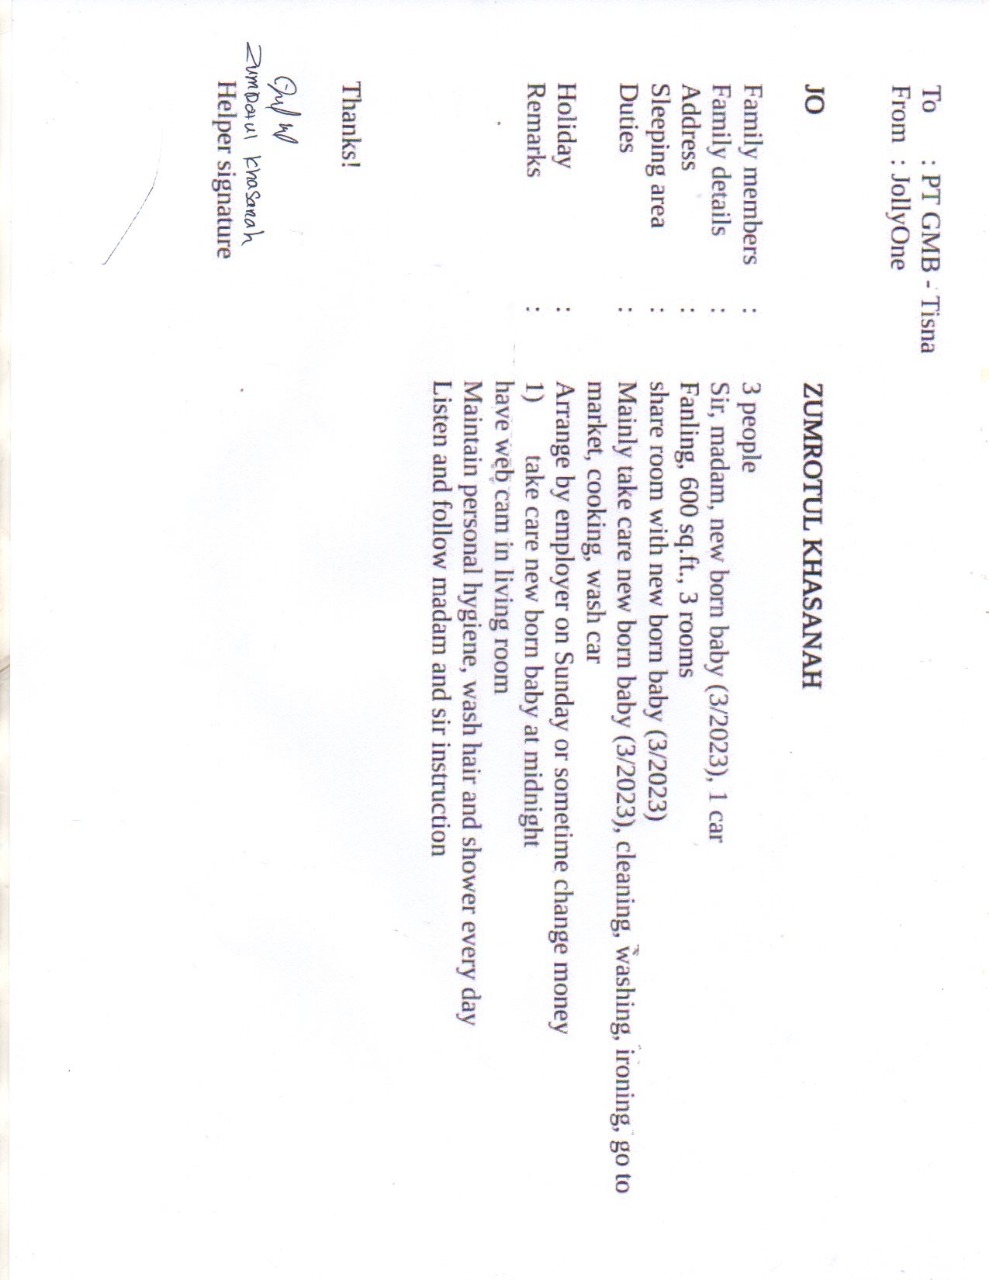 To : PT GMB - Tisna
From : JollyOne
JO ZUMROTUL KHASANAH
Family members : 3 people
Family details : Sir, madam, new born baby (3/2023), 1 car
Address : Fanling, 600 sq.ft., 3 rooms
Sleeping area : share room with new born baby (3/2023)
Duties : Mainly take care new born baby (3/2023), cleaning, washing, ironing, go to
market, cooking, wash car
Holiday : Arrange by employer on Sunday or sometime change money
Remarks : 1) take care new born baby at midnight
have web cam in living room
Maintain personal hygiene, wash hair and shower every day
Listen and follow madam and sir instruction
Thanks!
Zumrotul khasanah
Helper signature